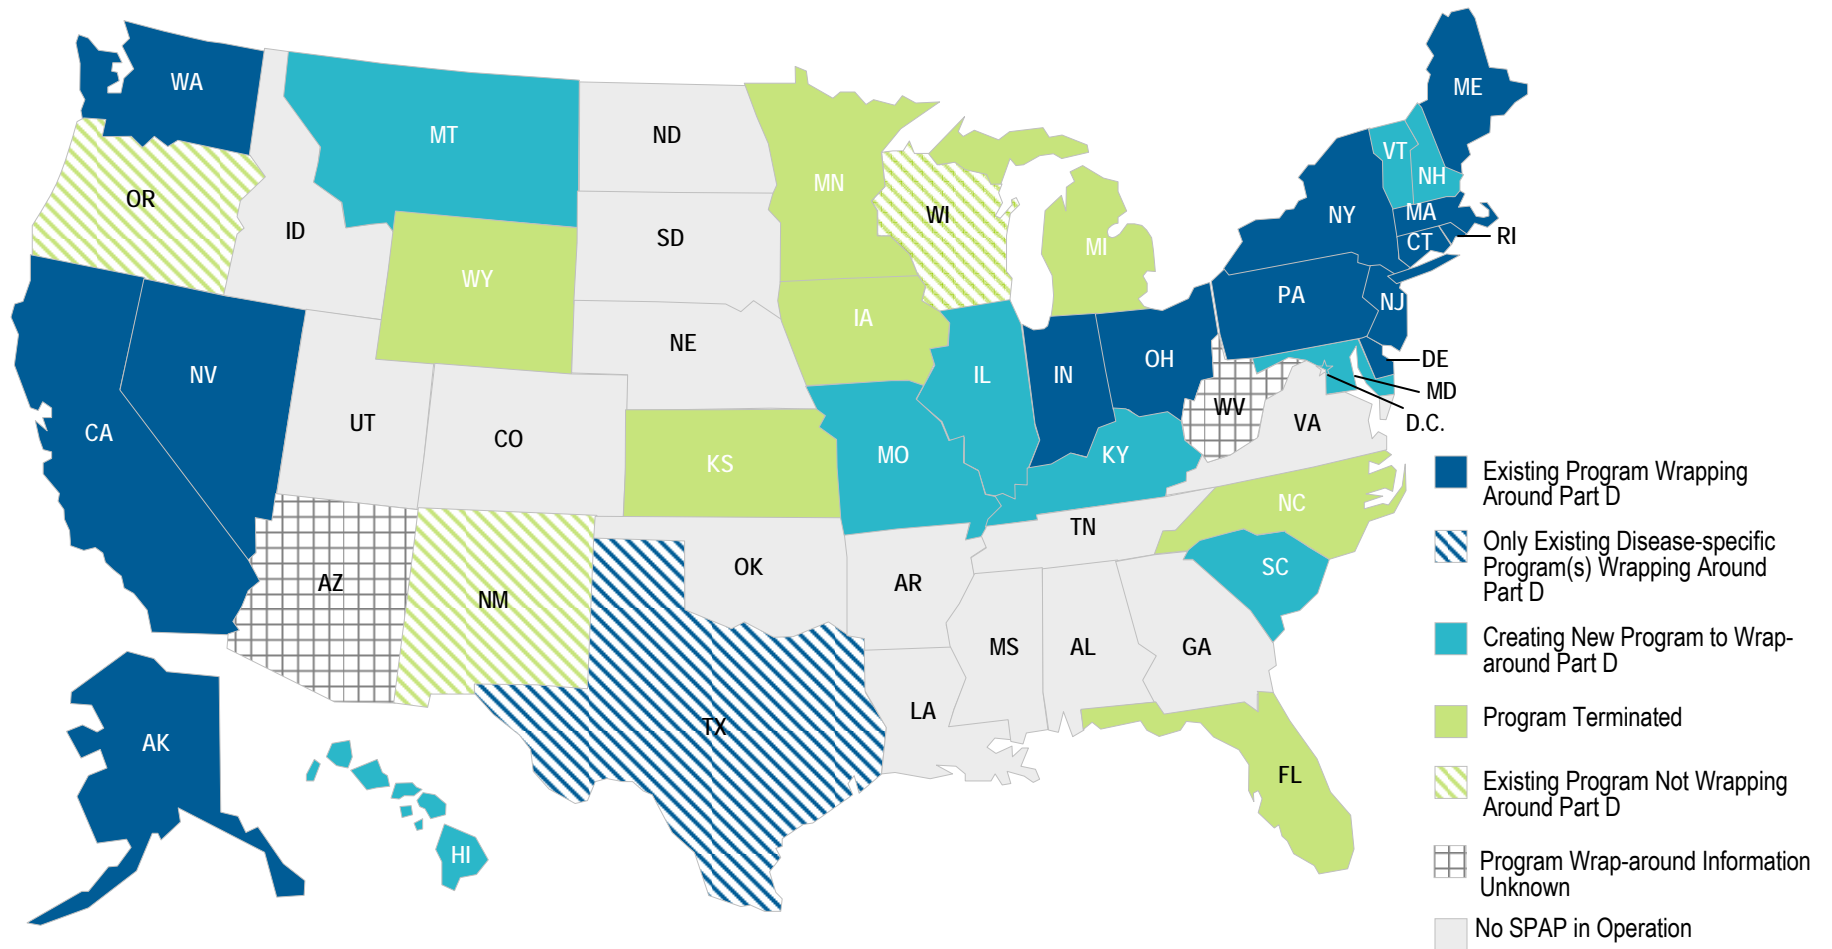 WA
MT
ND
MN
ME
OR
ID
SD
WI
MI
VT
NH
NY
MA
CT
RI
WY
NE
IA
PA
NJ
NV
UT
CO
IL
IN
OH
DE
MD
D.C.
WV
VA
CA
KS
MO
KY
NC
TN
AZ
NM
OK
AR
SC
MS
AL
GA
TX
LA
AK
FL
HI
Existing Program Wrapping
Around Part D
Only Existing Disease-specific
Program(s) Wrapping Around
Part D
Creating New Program to Wrap-
around Part D
Program Terminated
Existing Program Not Wrapping
Around Part D
Program Wrap-around Information
Unknown
No SPAP in Operation